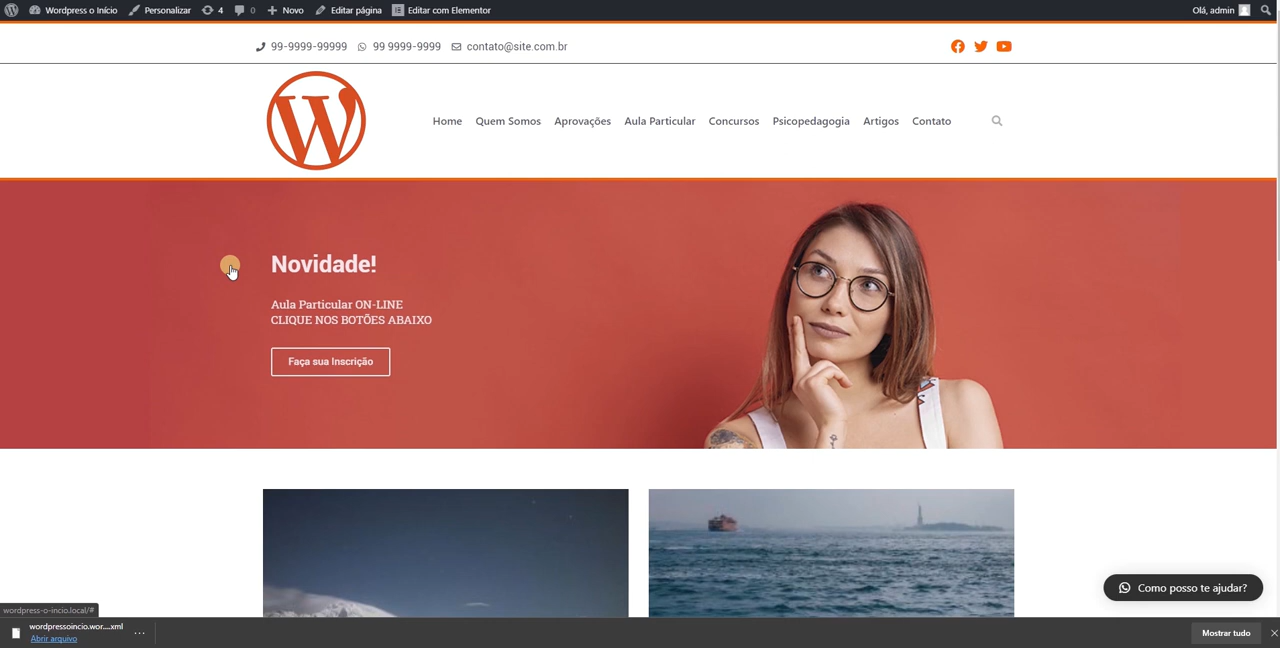 Wordpress o Início Personalizar 4 0 Novo Editar página Editar com Elementor Olá, admin
99-9999-99999 99 9999-9999 contato@site.com.br
W
Home Quem Somos Aprovações Aula Particular Concursos Psicopedagogia Artigos Contato
Novidade!
Aula Particular ON-LINE
CLIQUE NOS BOTÕES ABAIXO
Faça sua Inscrição
Como posso te ajudar?
wordpress-o-incio.local/#
wordpressoincio.wor....xml
Abrir arquivo
Mostrar tudo